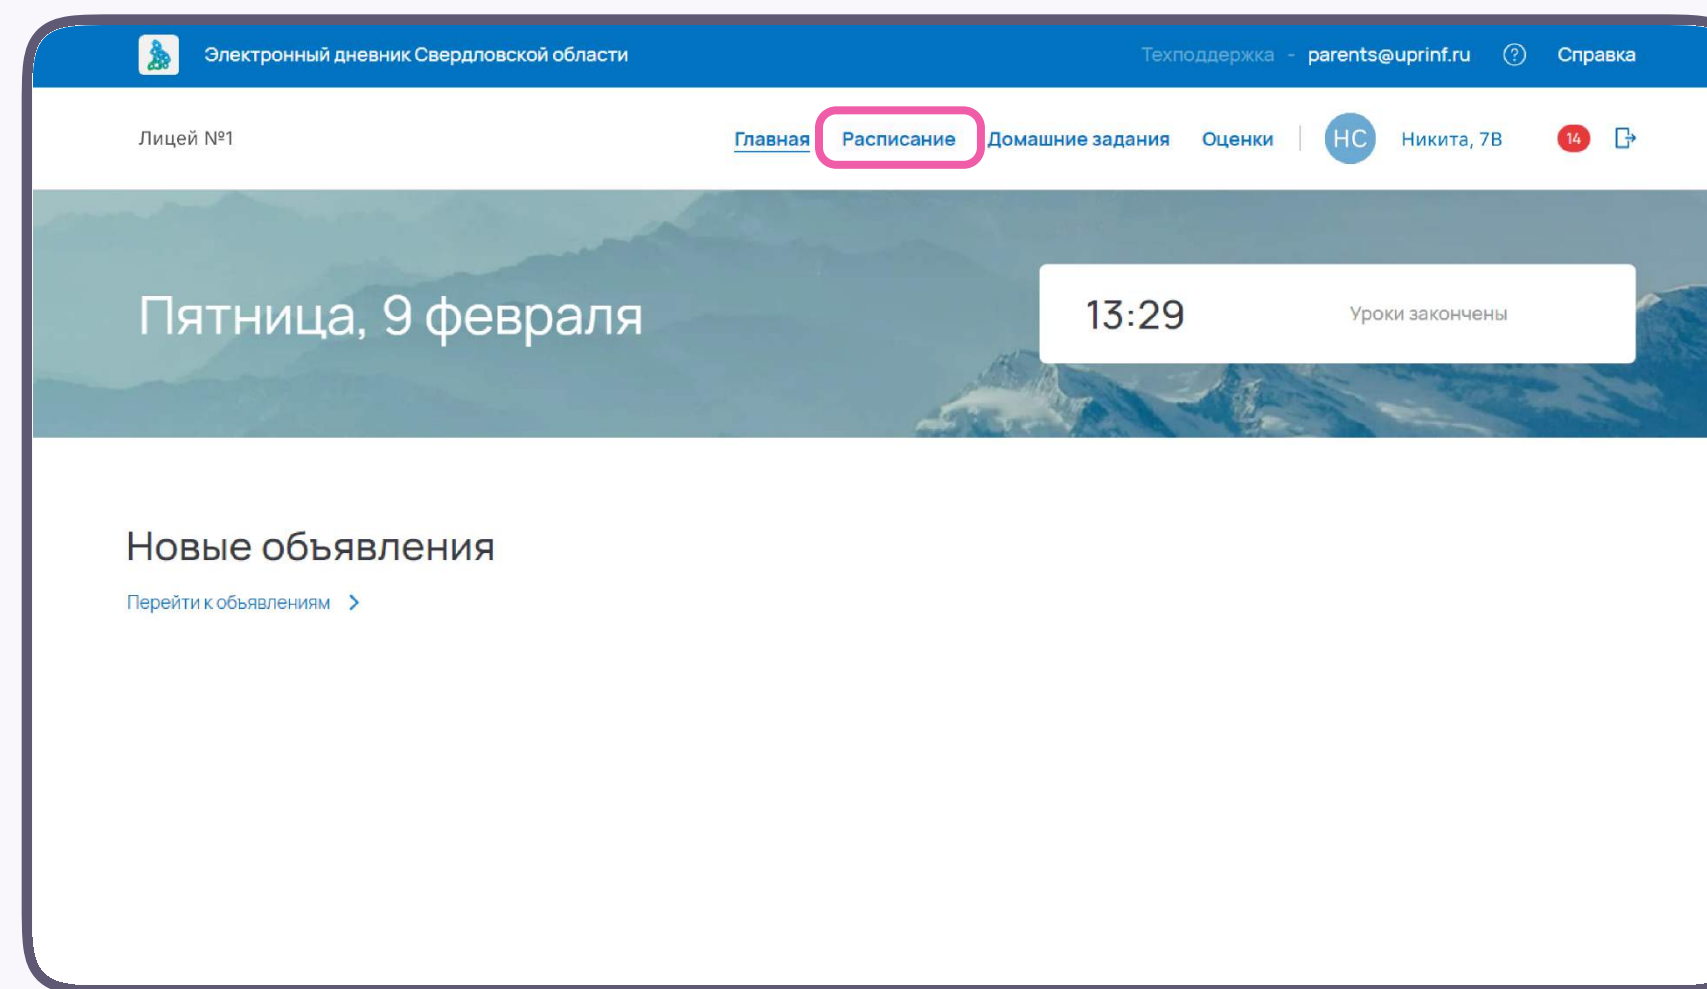 Электронный дневник Свердловской области Техподдержка - parents@uprinf.ru ? Справка
Лицей №1 Главная Расписание Домашние задания Оценки НС Никита, 7В 14
Пятница, 9 февраля 13:29 Уроки закончены
Новые объявления
Перейти к объявлениям